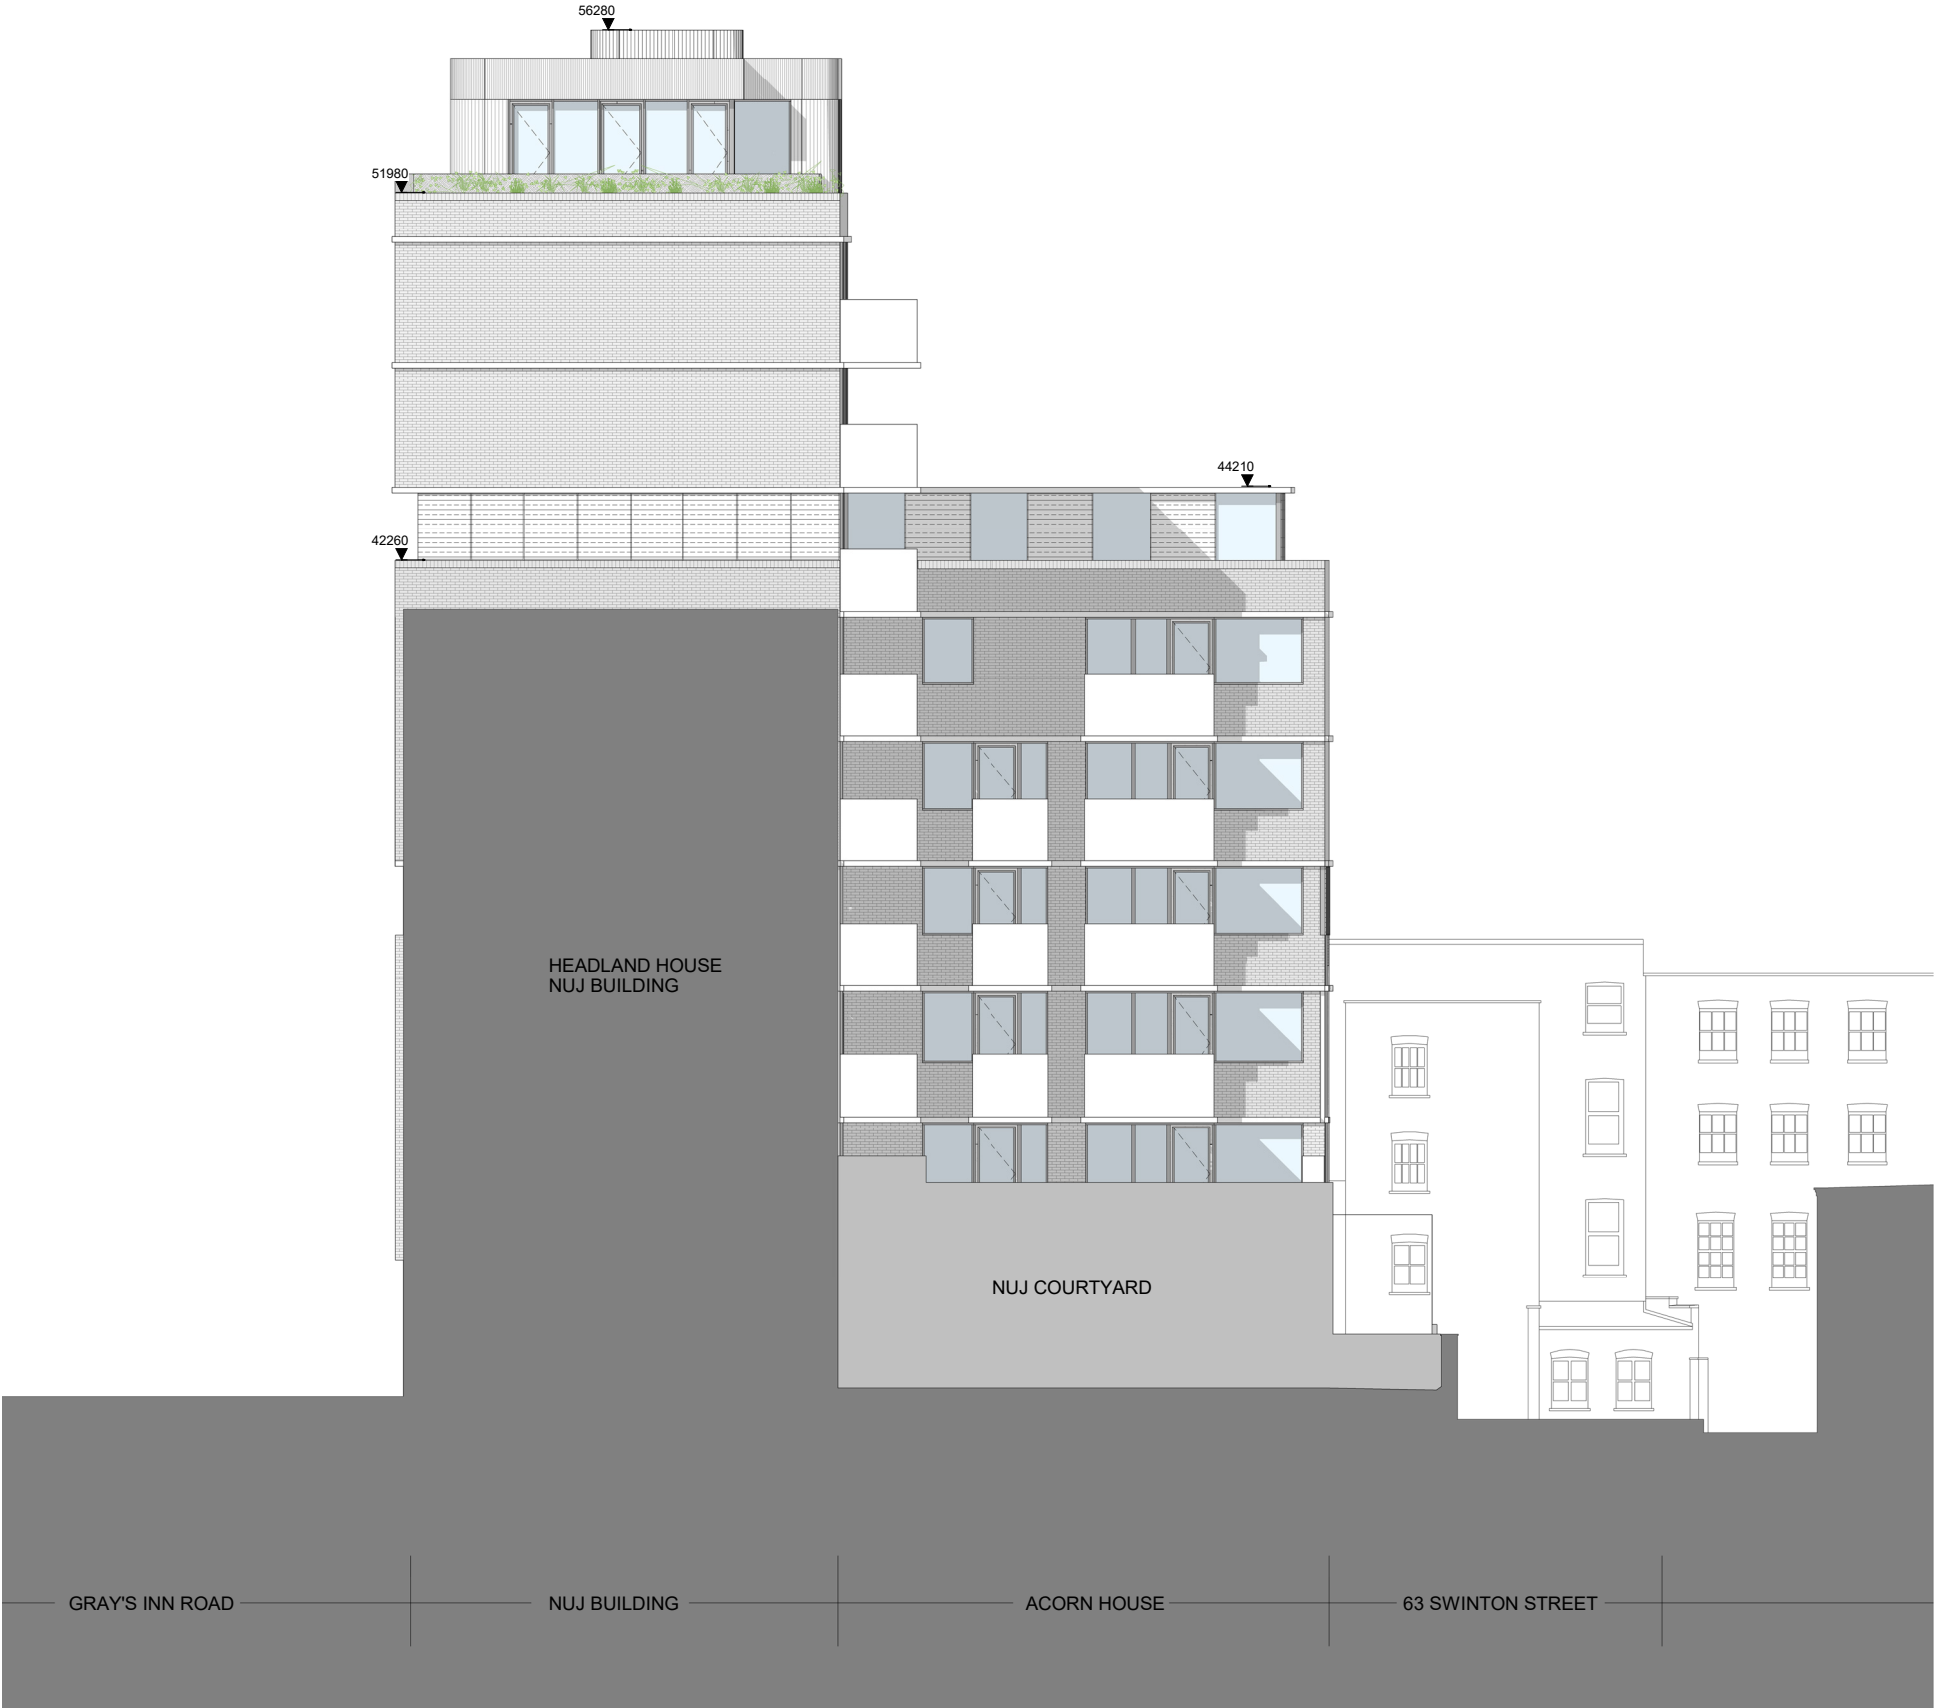 56280
51980
44210
42260
HEADLAND HOUSE
NUJ BUILDING
NUJ COURTYARD
GRAY'S INN ROAD
NUJ BUILDING
ACORN HOUSE
63 SWINTON STREET